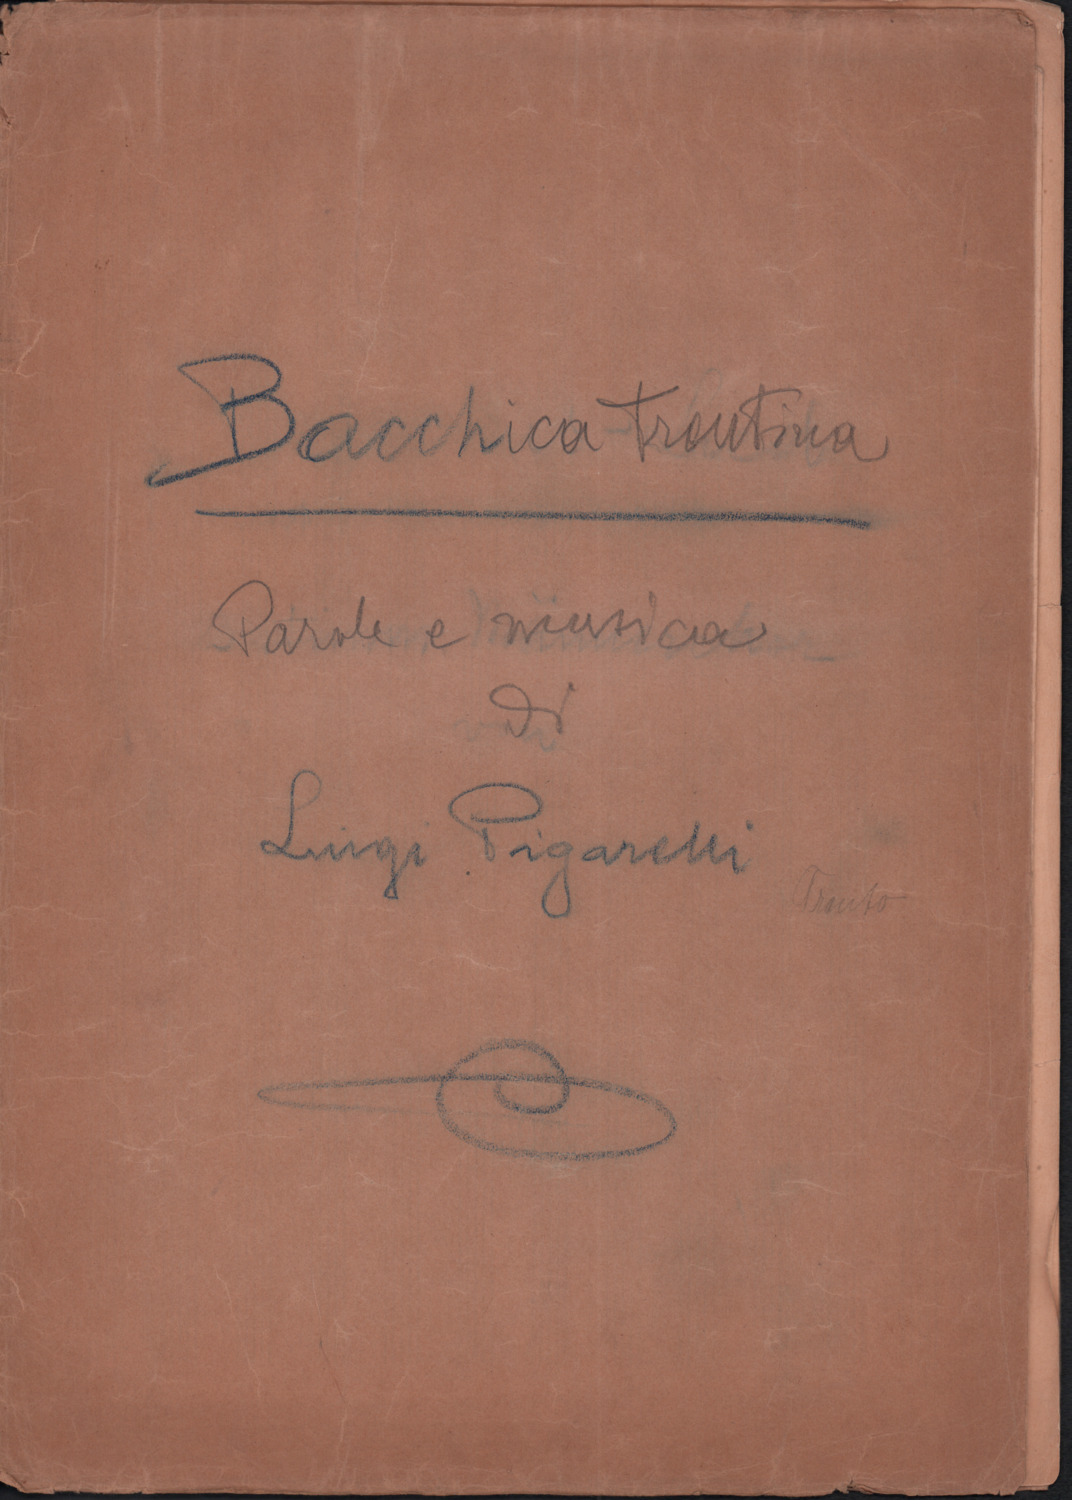 Bacchica Trentina
Parole e musica
di
Luigi Pigarelli
Trento